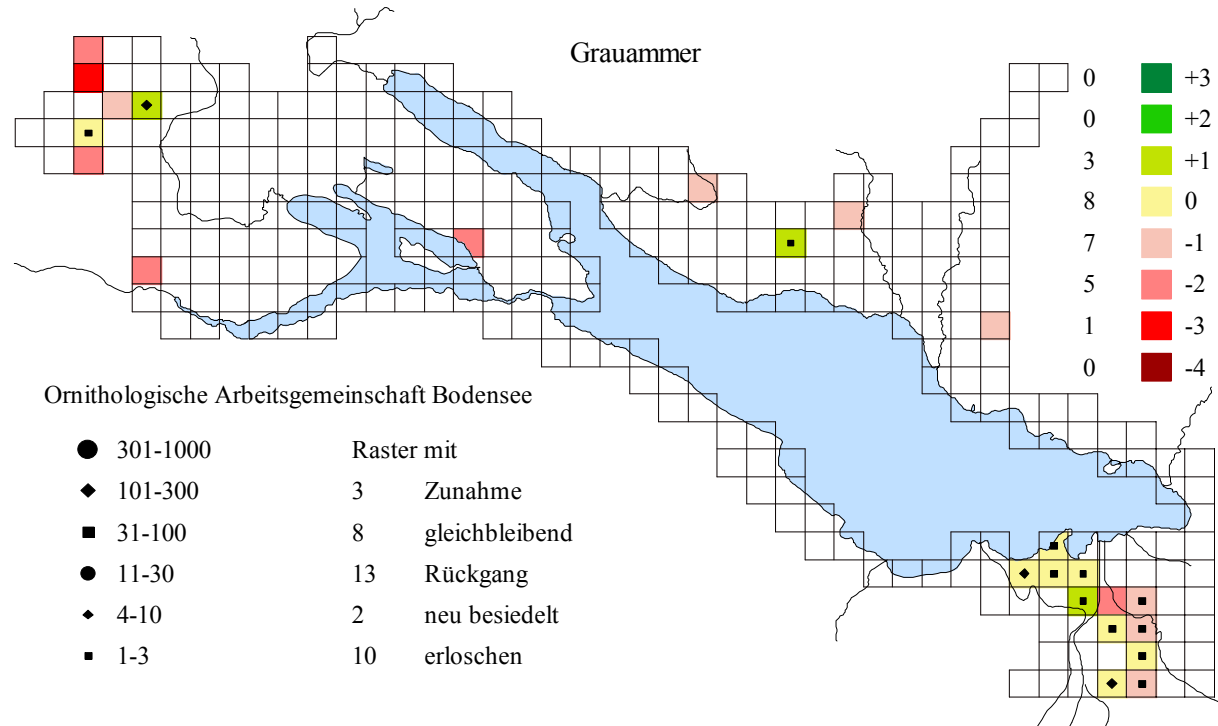 Grauammer
0 +3
0 +2
3 +1
8 0
7 -1
5 -2
1 -3
0 -4
Ornithologische Arbeitsgemeinschaft Bodensee
301-1000 Raster mit
101-300 3 Zunahme
31-100 8 gleichbleibend
11-30 13 Rückgang
4-10 2 neu besiedelt
1-3 10 erloschen